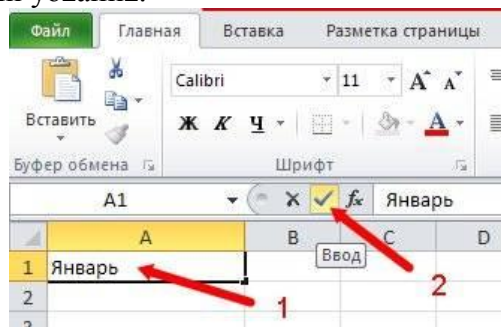 Файл Главная Вставка Разметка страницы
Calibri 11 A A
Вставить Ж К Ч А
Буфер обмена Шрифт
A1 fx Январь
A B C D
1 Январь Ввод
2
1 2